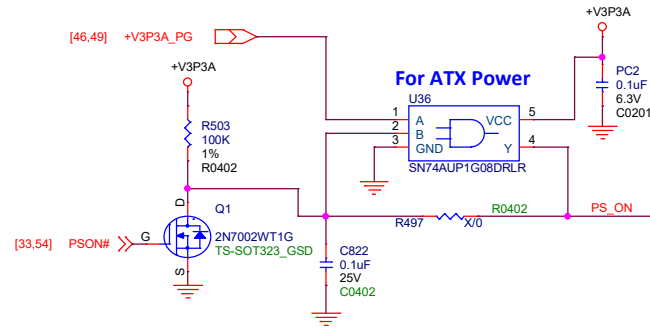 +V3P3A
[46,49] +V3P3A_PG
+V3P3A
For ATX Power
PC2
0.1uF
6.3V
C0201
U36
1 A VCC 5
2 B
3 GND Y 4
SN74AUP1G08DRLR
R503
100K
1%
R0402
D
Q1
R0402
PS_ON
R497 X/0
[33,54] PSON# G
2N7002WT1G
TS-SOT323_GSD
S
C822
0.1uF
25V
C0402